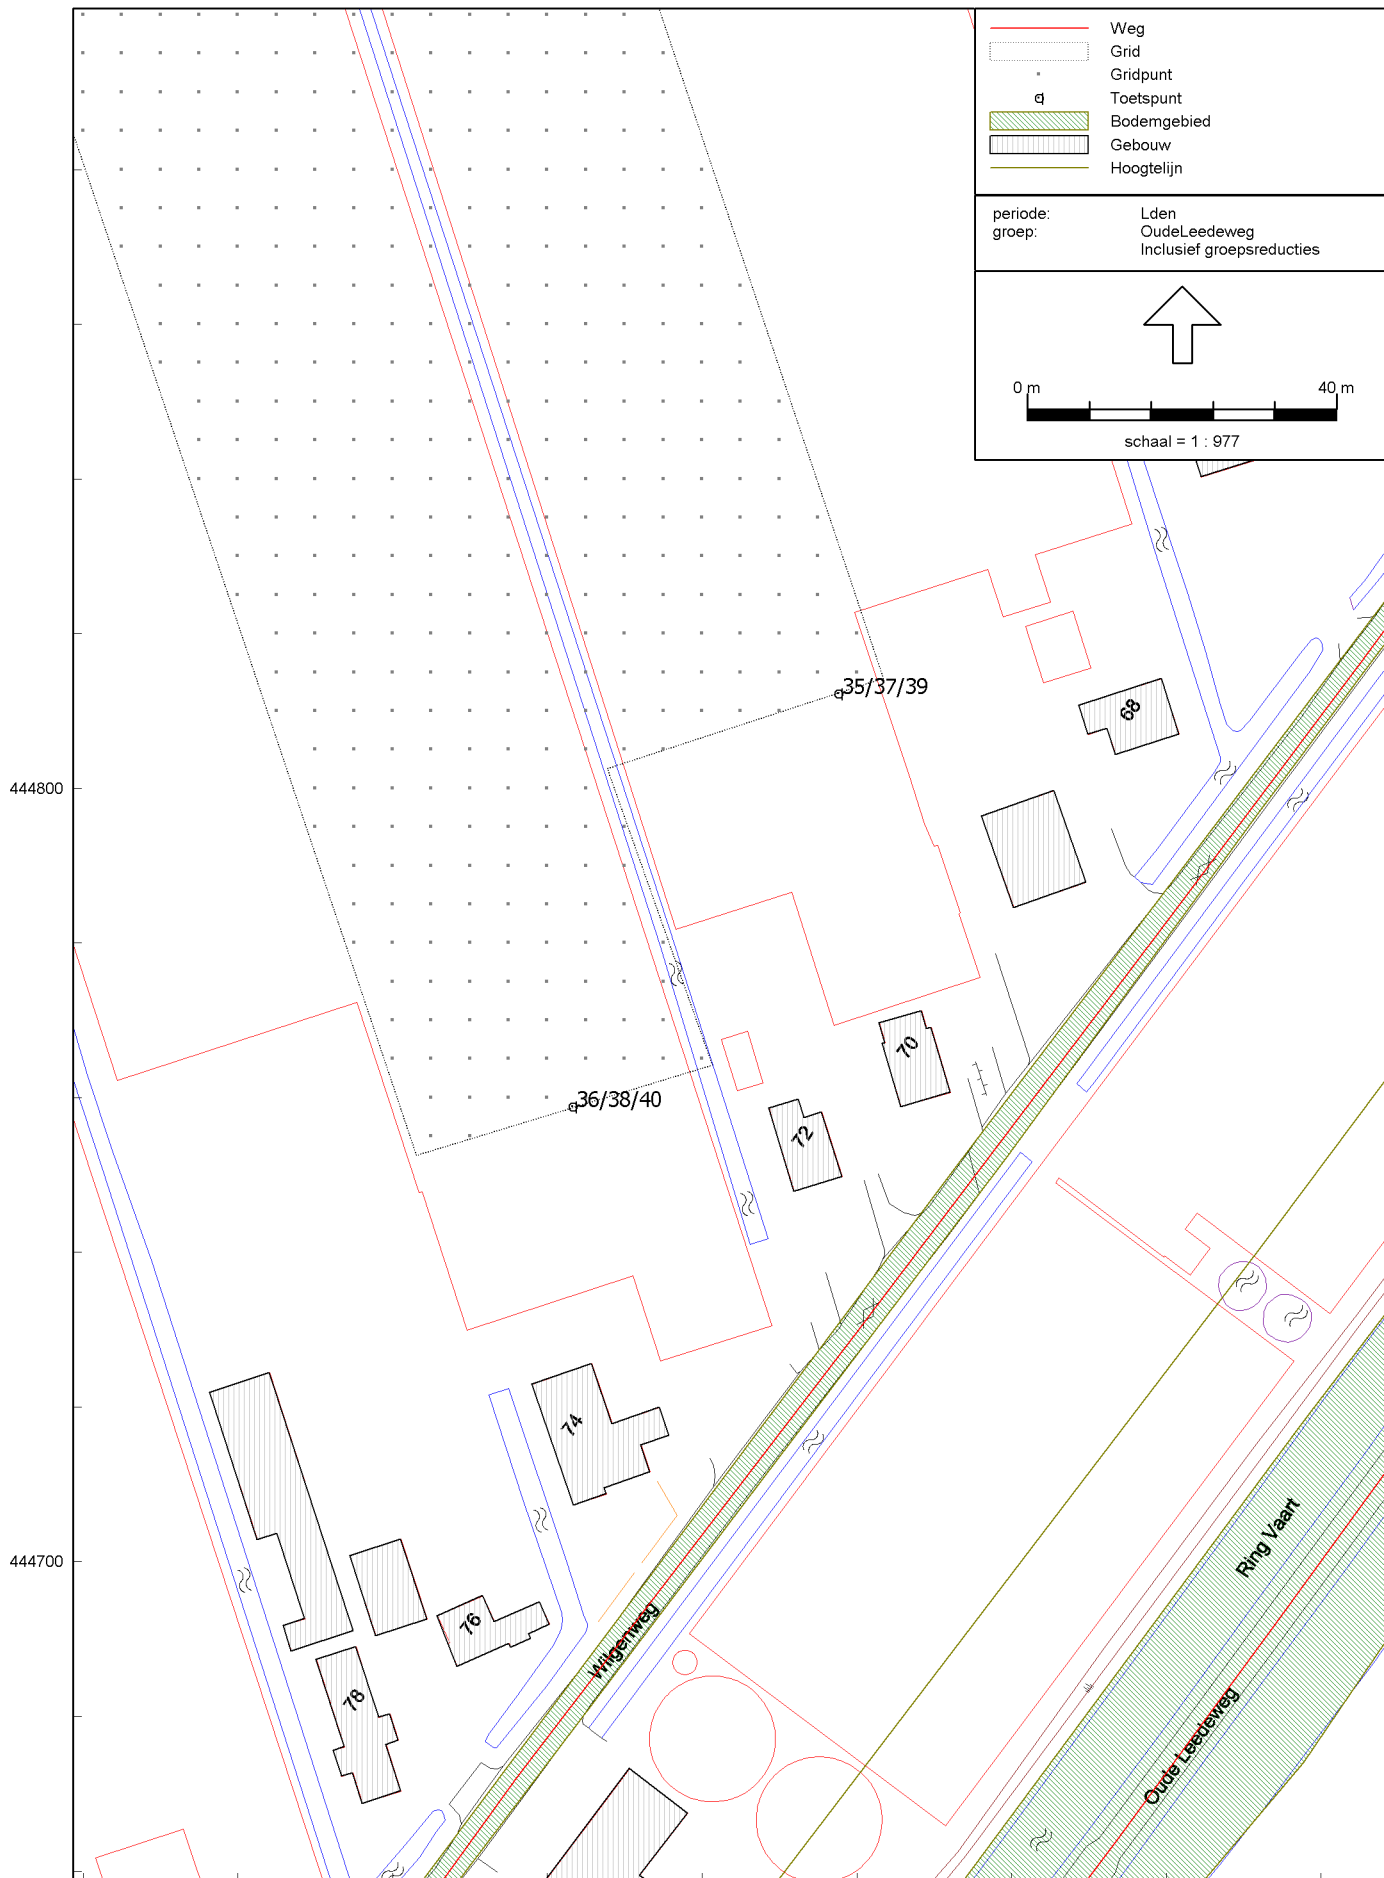 Weg
Grid
Gridpunt
Toetspunt
Bodemgebied
Gebouw
Hoogtelijn
periode: Lden
groep: OudeLeedeweg
Inclusief groepsreducties
0 m 40 m
schaal = 1 : 977
35/37/39
68
444800
70
36/38/40
72
74
Ring Vaart
444700
76
Wilgenweg
78
Oude Leedeweg